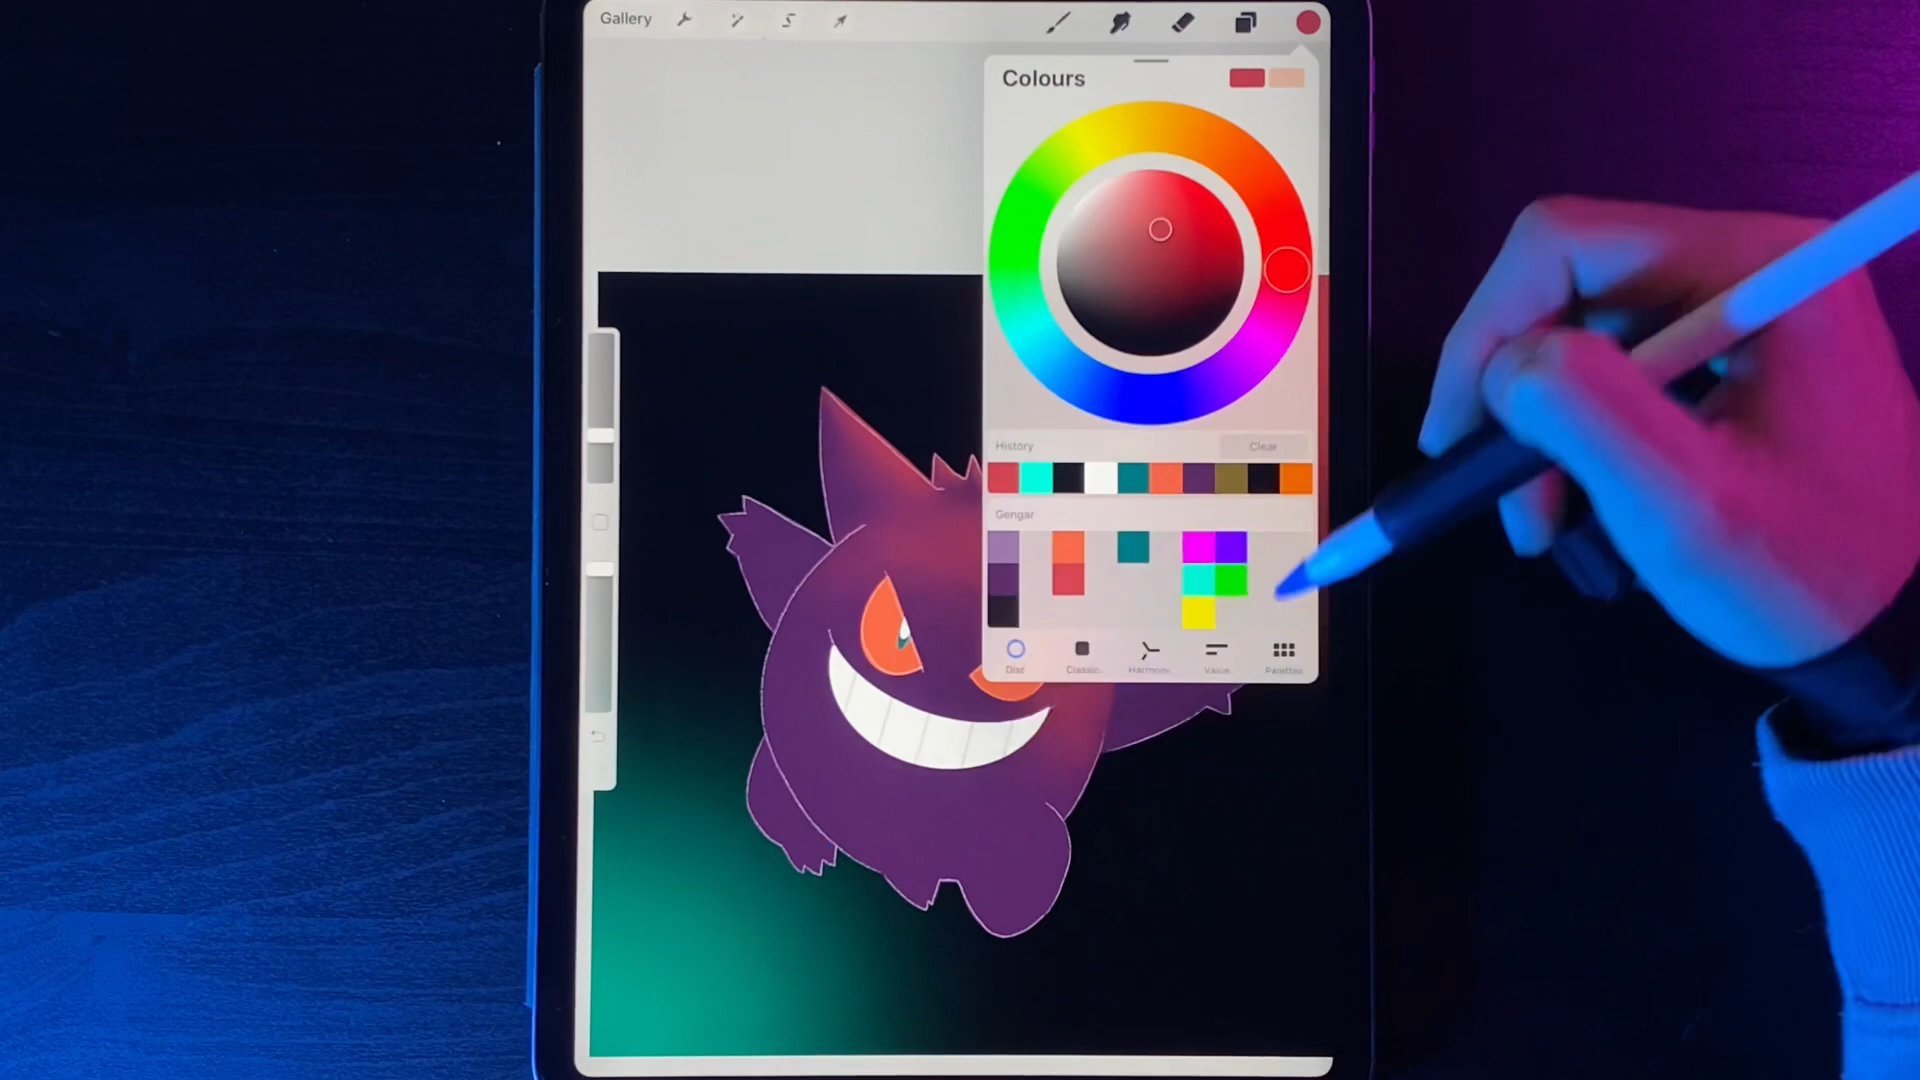 Gallery
Colours
History
Clear
Gengar
Disc
Classic
Harmony
Value
Palettes